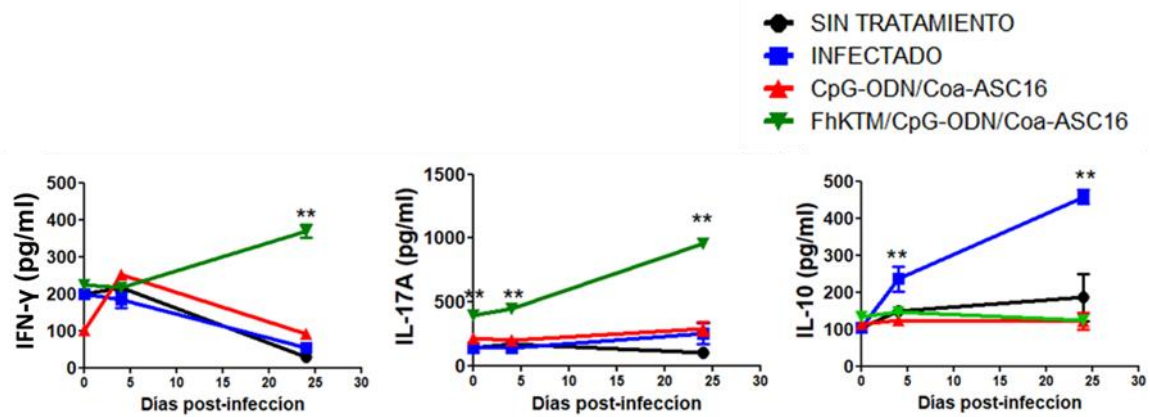 SIN TRATAMIENTO
INFECTADO
CpG-ODN/Coa-ASC16
FhKTM/CpG-ODN/Coa-ASC16
IFN-γ (pg/ml)
500
400
300
200
100
0
**
0 5 10 15 20 25 30
Dias post-infeccion
IL-17A (pg/ml)
1500
1000
500
0
** ** **
0 5 10 15 20 25 30
Dias post-infeccion
IL-10 (pg/ml)
500
400
300
200
100
0
** **
0 5 10 15 20 25 30
Dias post-infeccion